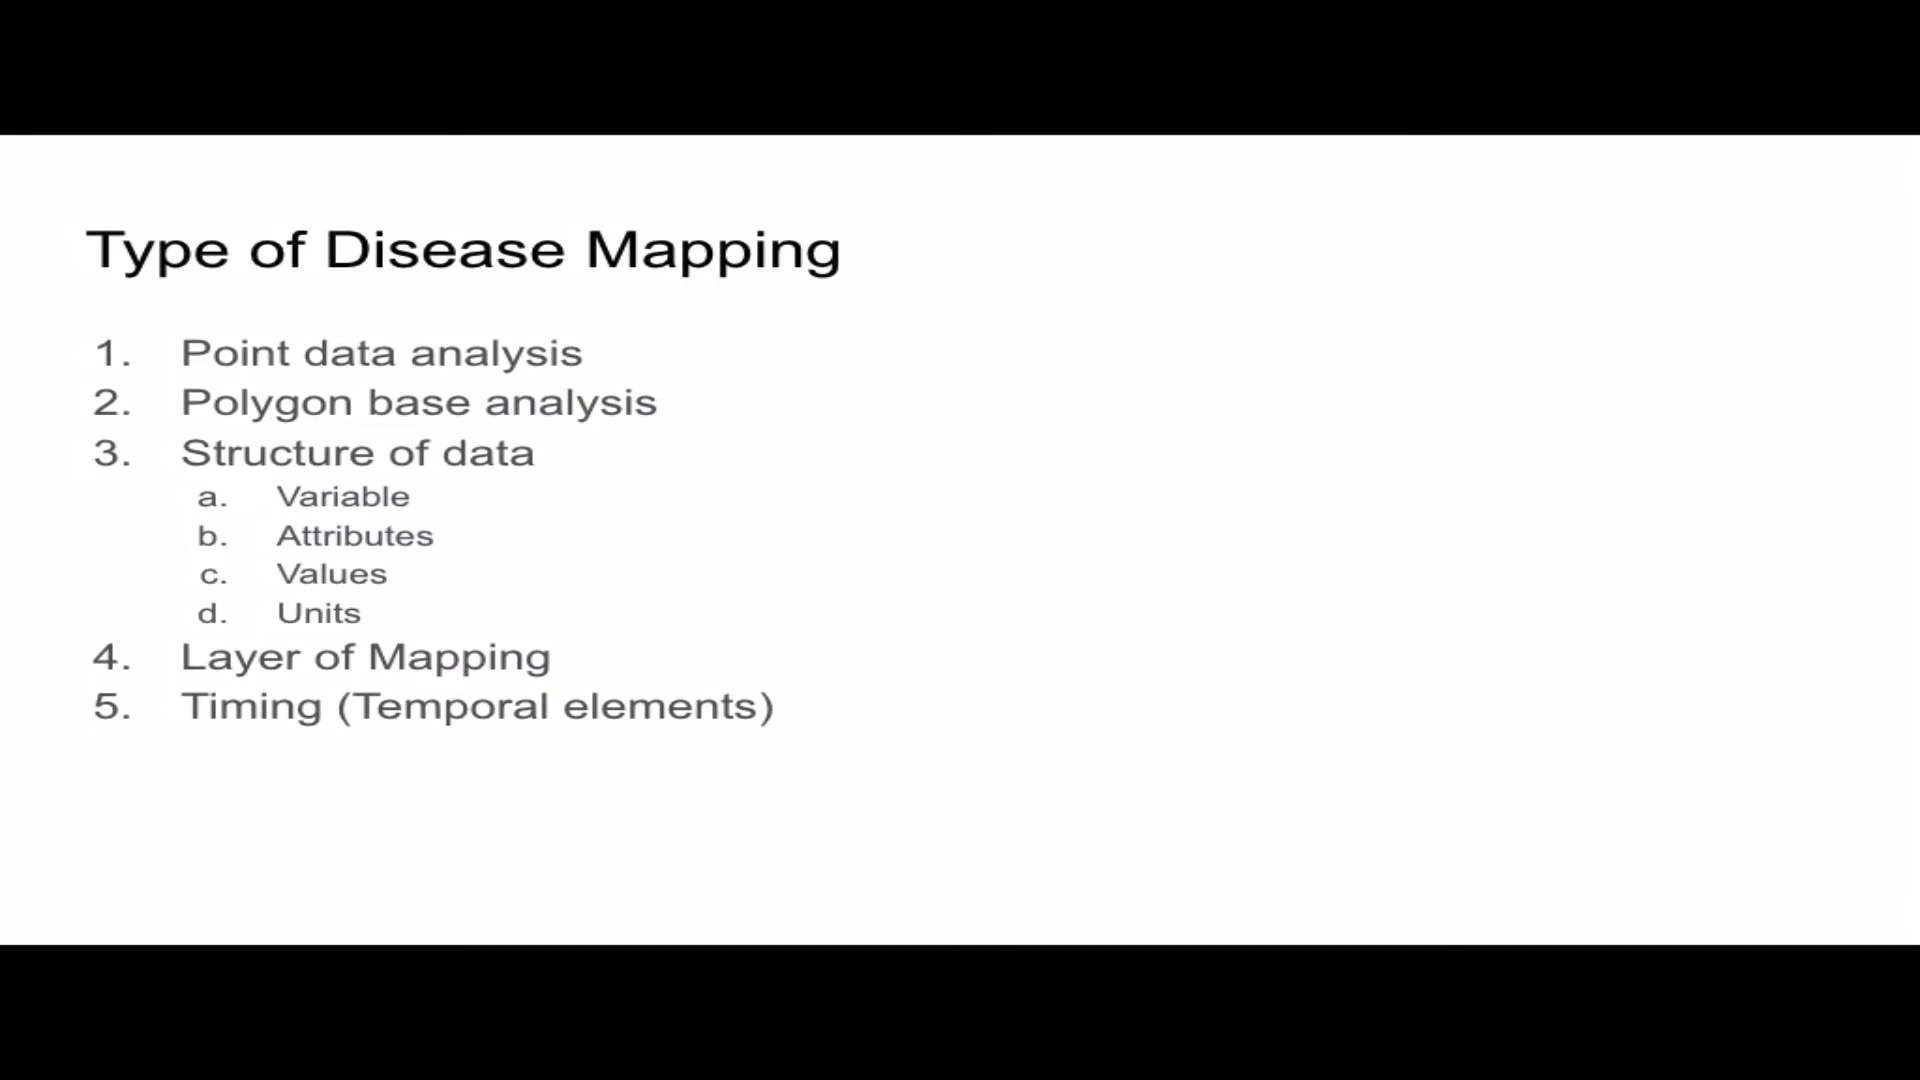 Type of Disease Mapping
1. Point data analysis
2. Polygon base analysis
3. Structure of data
a. Variable
b. Attributes
c. Values
d. Units
4. Layer of Mapping
5. Timing (Temporal elements)